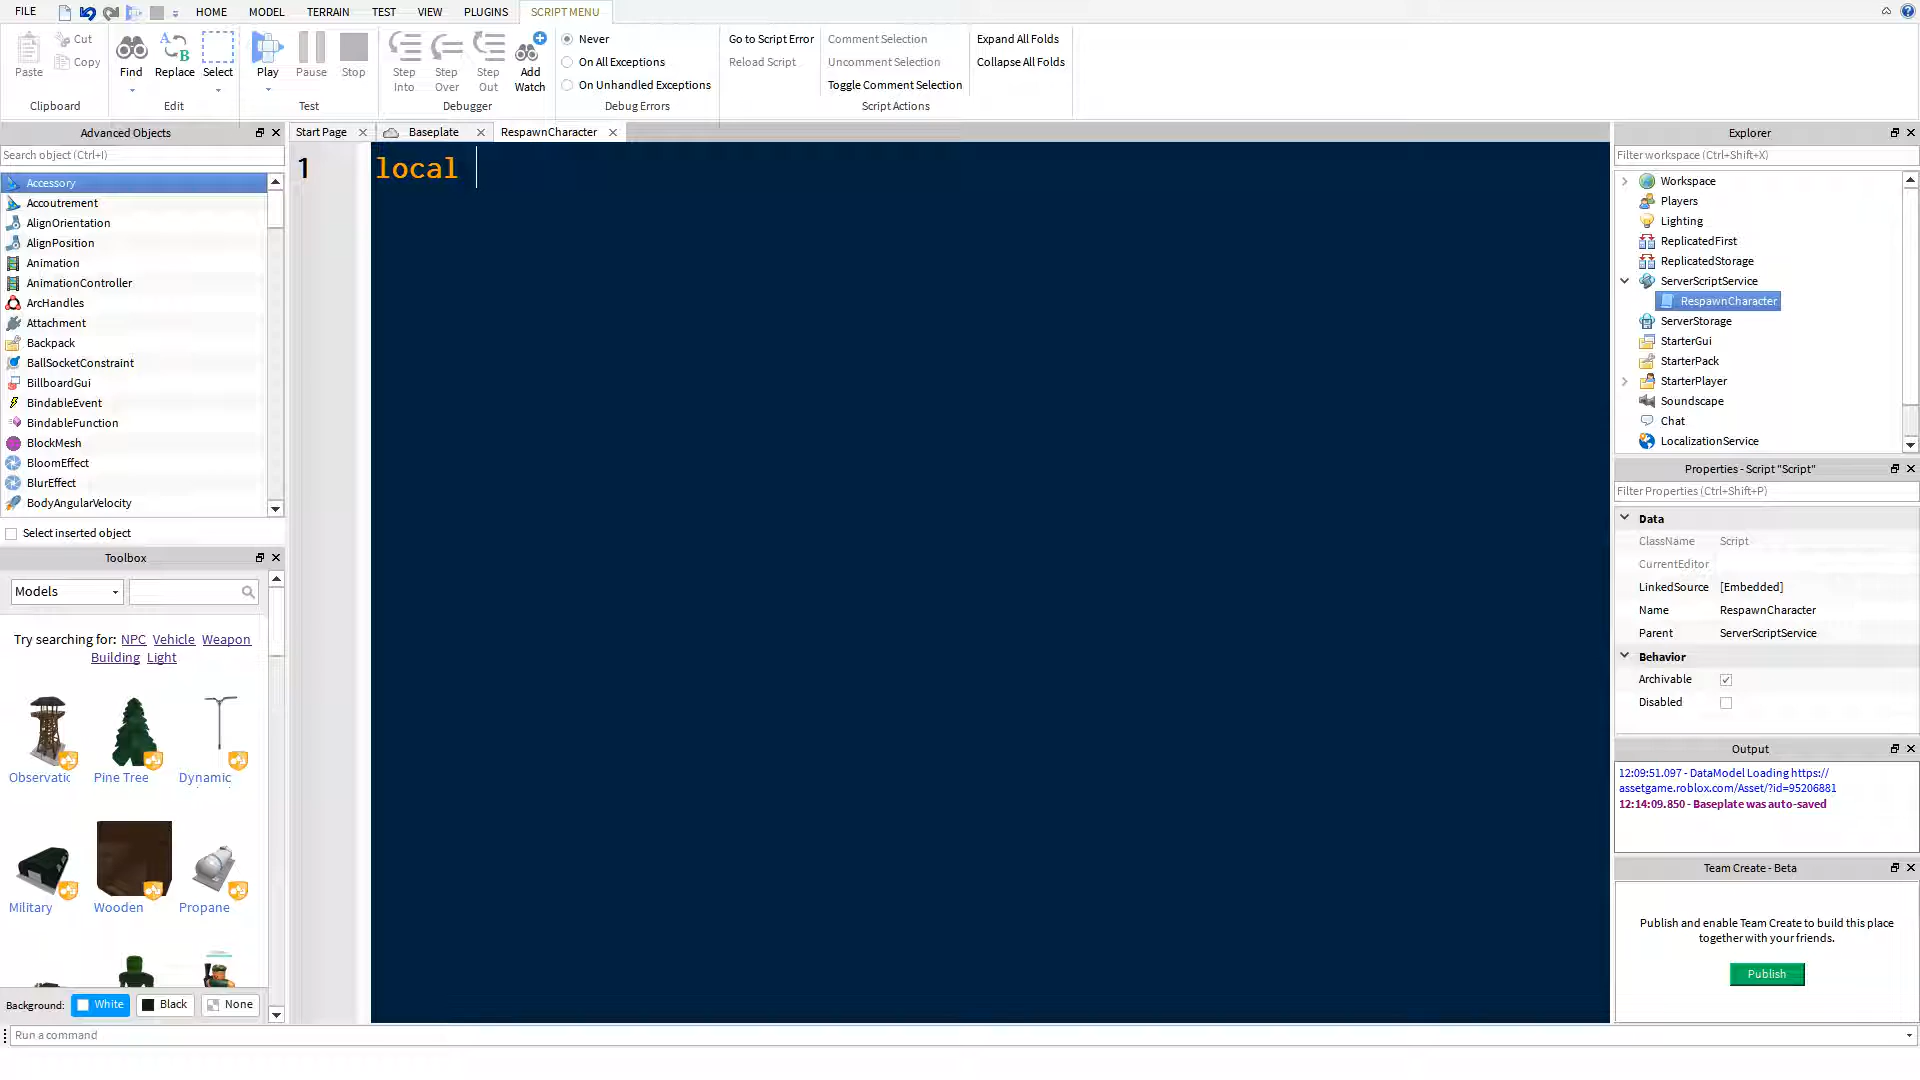 FILE
HOME
MODEL
TERRAIN
TEST
VIEW
PLUGINS
SCRIPT MENU
Paste
Cut
Copy
Clipboard
Find
Replace
Select
Edit
Play
Pause
Stop
Test
Step Into
Step Over
Step Out
Add Watch
Debugger
Never
On All Exceptions
On Unhandled Exceptions
Debug Errors
Go to Script Error
Reload Script
Comment Selection
Uncomment Selection
Toggle Comment Selection
Script Actions
Expand All Folds
Collapse All Folds
Advanced Objects
Search object (Ctrl+I)
Accessory
Accoutrement
AlignOrientation
AlignPosition
Animation
AnimationController
ArcHandles
Attachment
Backpack
BallSocketConstraint
BillboardGui
BindableEvent
BindableFunction
BlockMesh
BloomEffect
BlurEffect
BodyAngularVelocity
Select inserted object
Toolbox
Models
Try searching for: NPC Vehicle Weapon
Building Light
Observatic
Pine Tree
Dynamic
Military
Wooden
Propane
Background: White Black None
Run a command
Start Page
Baseplate
RespawnCharacter
1 local
Explorer
Filter workspace (Ctrl+Shift+X)
Workspace
Players
Lighting
ReplicatedFirst
ReplicatedStorage
ServerScriptService
RespawnCharacter
ServerStorage
StarterGui
StarterPack
StarterPlayer
Soundscape
Chat
LocalizationService
Properties - Script "Script"
Filter Properties (Ctrl+Shift+P)
Data
ClassName Script
CurrentEditor
LinkedSource [Embedded]
Name RespawnCharacter
Parent ServerScriptService
Behavior
Archivable
Disabled
Output
12:09:51.097 - DataModel Loading https://
assetgame.roblox.com/Asset/?id=95206881
12:14:09.850 - Baseplate was auto-saved
Team Create - Beta
Publish and enable Team Create to build this place
together with your friends.
Publish